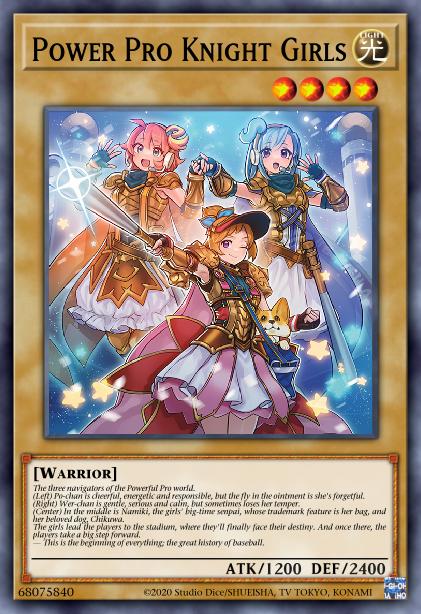 POWER PRO KNIGHT GIRLS
LIGHT
光
[WARRIOR]
The three navigators of the Powerful Pro world.
(Left) Po-chan is cheerful, energetic and responsible, but the fly in the ointment is she's forgetful.
(Right) Wer-chan is gentle, serious and calm, but sometimes loses her temper.
(Center) In the middle is Namiki, the girls' big-time senpai, whose trademark feature is her bag, and
her beloved dog, Chikawa.
The girls lead the players to the stadium, where they'll finally face their destiny. And once there, the
players take a big step forward.
— This is the beginning of everything; the great history of baseball.
ATK/1200 DEF/2400
68075840
©2020 Studio Dice/SHUEISHA, TV TOKYO, KONAMI